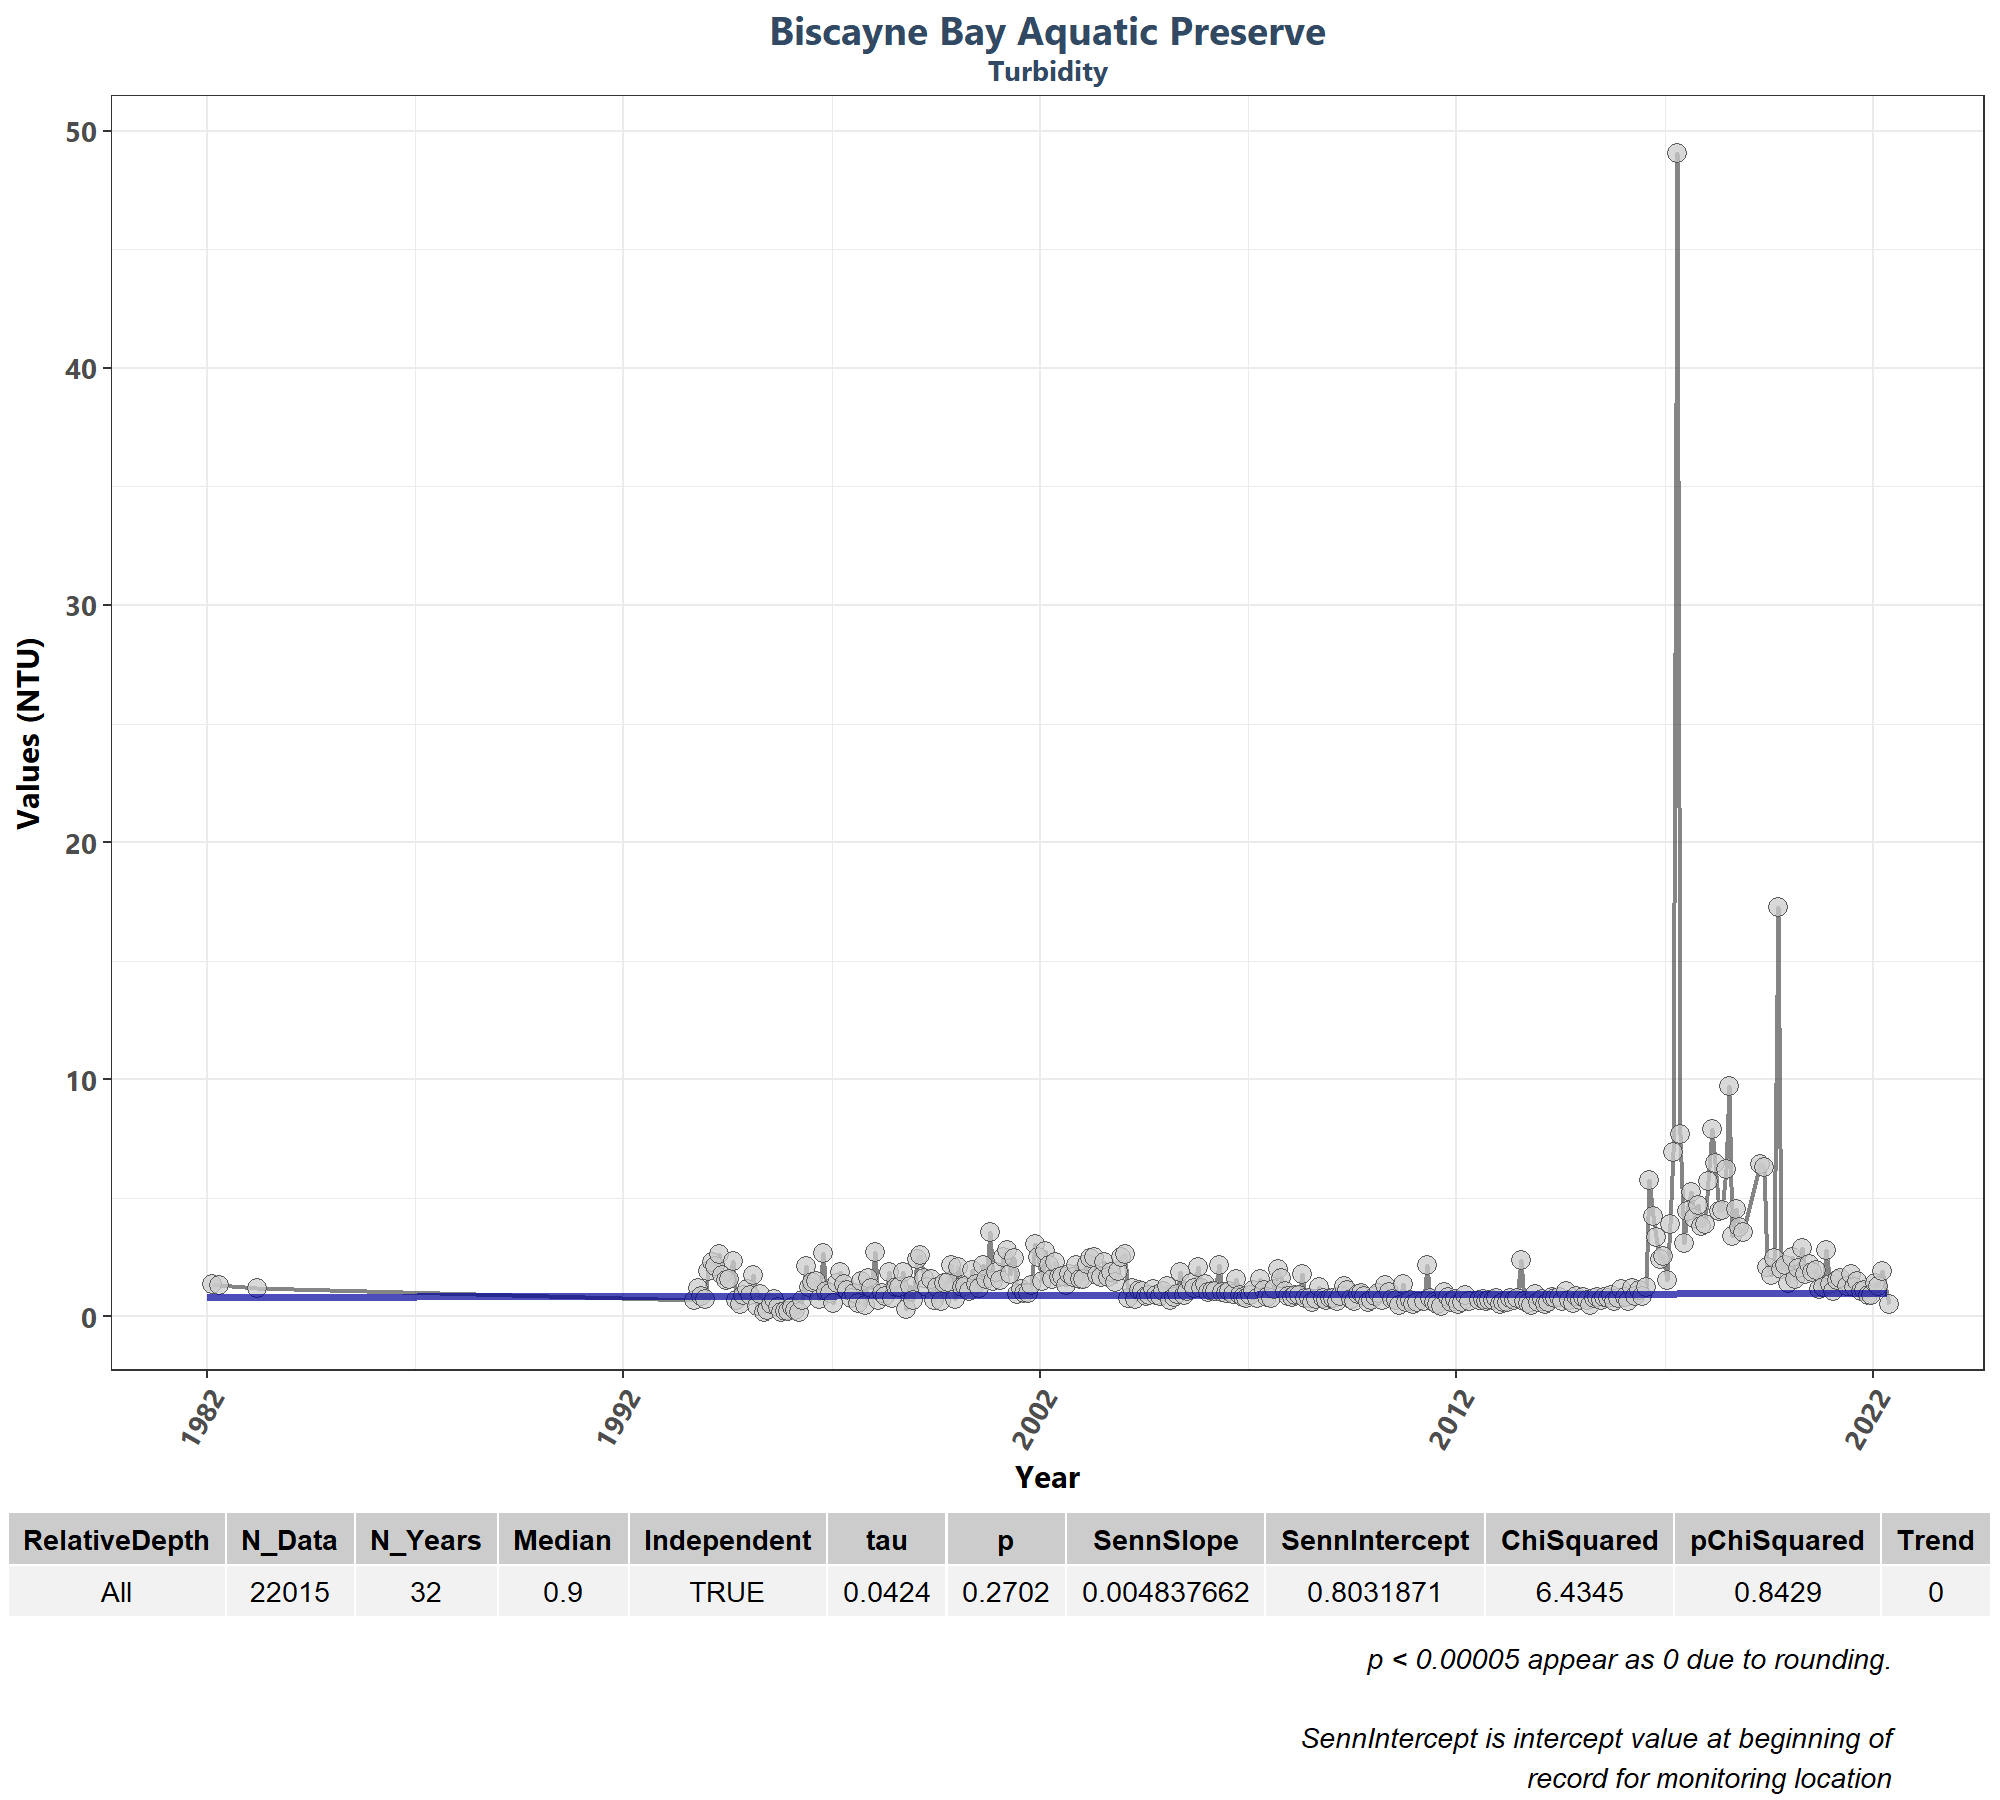 Biscayne Bay Aquatic Preserve
Turbidity
50
40
30
20
10
0
Values (NTU)
1982
1992
2002
2012
2022
Year
RelativeDepth N_Data N_Years Median Independent tau p SennSlope SennIntercept ChiSquared pChiSquared Trend
All 22015 32 0.9 TRUE 0.0424 0.2702 0.004837662 0.8031871 6.4345 0.8429 0
p < 0.00005 appear as 0 due to rounding.
SennIntercept is intercept value at beginning of
record for monitoring location